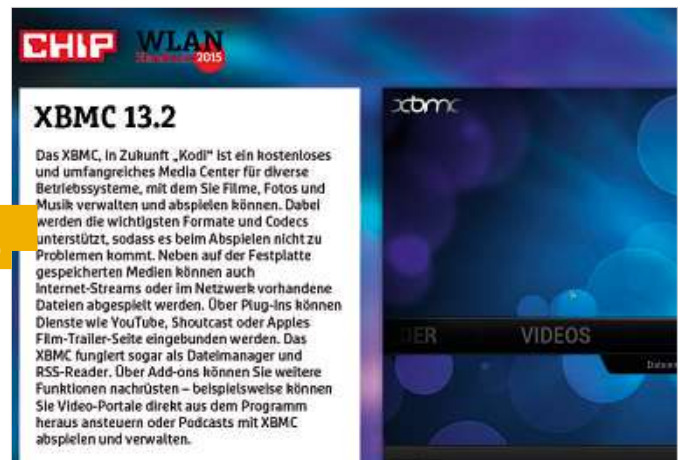 CHIP WLAN
Handbuch 2015
XBMC 13.2
Das XBMC, in Zukunft „Kodi“ ist ein kostenloses
und umfangreiches Media Center für diverse
Betriebssysteme, mit dem Sie Filme, Fotos und
Musik verwalten und abspielen können. Dabei
werden die wichtigsten Formate und Codecs
unterstützt, sodass es beim Abspielen nicht zu
Problemen kommt. Neben auf der Festplatte
gespeicherten Medien können auch
Internet-Streams oder im Netzwerk vorhandene
Dateien abgespielt werden. Über Plug-ins können
Dienste wie YouTube, Shoutcast oder Apples
Film-Trailer-Seite eingebunden werden. Das
XBMC fungiert sogar als Dateimanager und
RSS-Reader. Über Add-ons können Sie weitere
Funktionen nachrüsten – beispielsweise können
Sie Video-Portale direkt aus dem Programm
heraus ansteuern oder Podcasts mit XBMC
abspielen und verwalten.
xbmc
DER VIDEOS